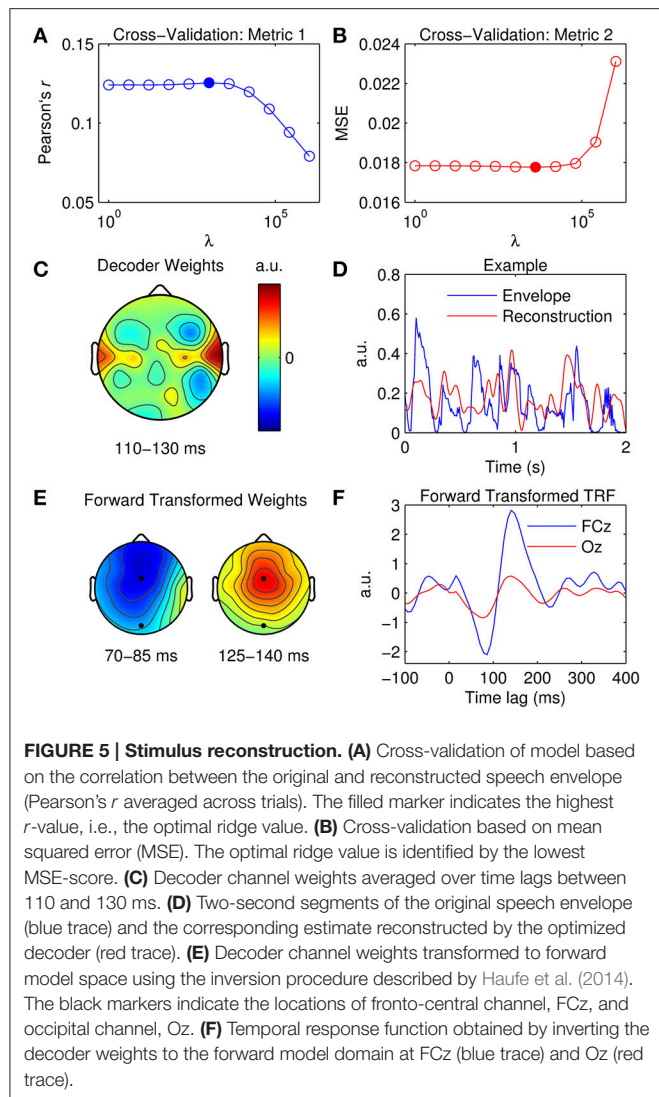 A
Cross-Validation: Metric 1
0.15
0.1
0.05
Pearson's r
10⁰
10⁵
λ
B
Cross-Validation: Metric 2
0.024
0.022
0.02
0.018
0.016
MSE
10⁰
10⁵
λ
C
Decoder Weights
a.u.
0
110–130 ms
D
Example
0.8
0.6
0.4
0.2
0
a.u.
Envelope
Reconstruction
0
1
2
Time (s)
E
Forward Transformed Weights
70–85 ms
125–140 ms
F
Forward Transformed TRF
3
2
1
0
-1
-2
a.u.
FCz
Oz
-100
0
100
200
300
400
Time lag (ms)
FIGURE 5 | Stimulus reconstruction. (A) Cross-validation of model based
on the correlation between the original and reconstructed speech envelope
(Pearson's r averaged across trials). The filled marker indicates the highest
r-value, i.e., the optimal ridge value. (B) Cross-validation based on mean
squared error (MSE). The optimal ridge value is identified by the lowest
MSE-score. (C) Decoder channel weights averaged over time lags between
110 and 130 ms. (D) Two-second segments of the original speech envelope
(blue trace) and the corresponding estimate reconstructed by the optimized
decoder (red trace). (E) Decoder channel weights transformed to forward
model space using the inversion procedure described by Haufe et al. (2014).
The black markers indicate the locations of fronto-central channel, FCz, and
occipital channel, Oz. (F) Temporal response function obtained by inverting the
decoder weights to the forward model domain at FCz (blue trace) and Oz (red
trace).